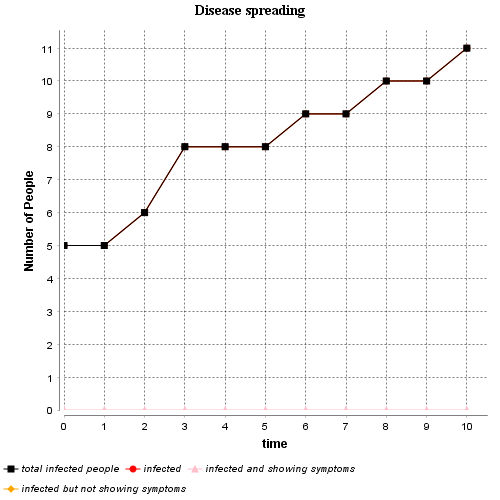 Disease spreading
11
10
9
8
7
6
5
4
3
2
1
0
Number of People
0 1 2 3 4 5 6 7 8 9 10
time
total infected people infected infected and showing symptoms
infected but not showing symptoms